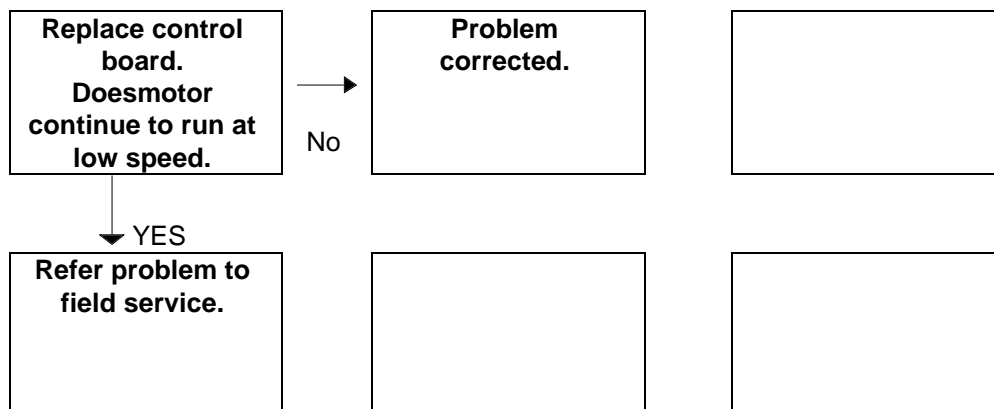 Replace control
board.
Doesmotor
continue to run at
low speed.
No
Problem
corrected.
YES
Refer problem to
field service.